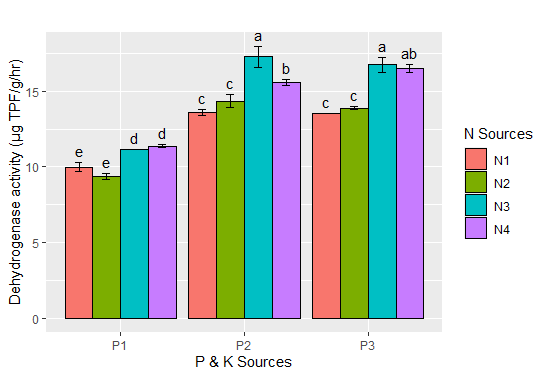 Dehydrogenase activity (µg TPF/g/hr)
15
10
5
0
e e d d
c c a b
c c a ab
P1 P2 P3
P & K Sources
N Sources
N1
N2
N3
N4